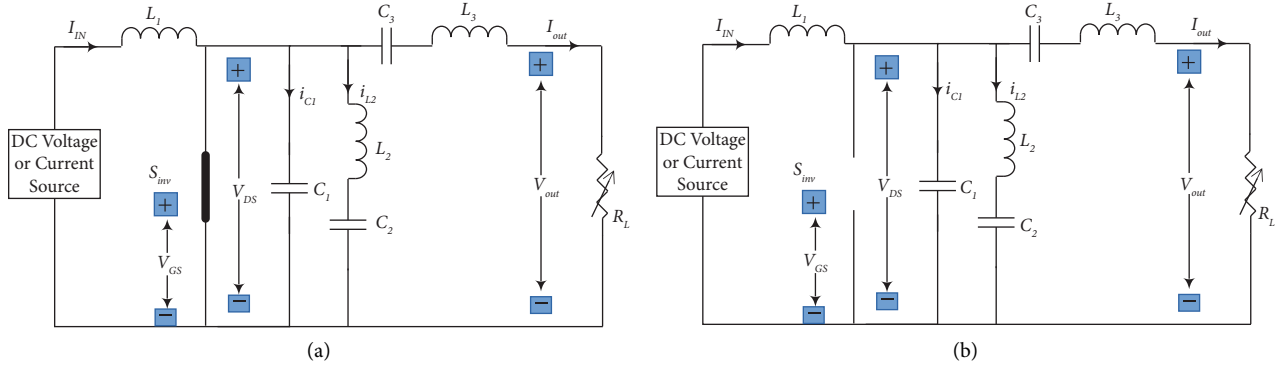 I_IN
L_1
C_3
L_3
I_out
+
+
i_C1
i_L2
DC Voltage
or Current
Source
L_2
S_inv
+
V_DS
C_1
V_out
C_2
R_L
V_GS
−
−
−
(a)
I_IN
L_1
C_3
L_3
I_out
+
+
i_C1
i_L2
DC Voltage
or Current
Source
L_2
S_inv
+
V_DS
C_1
V_out
C_2
R_L
V_GS
−
−
−
(b)